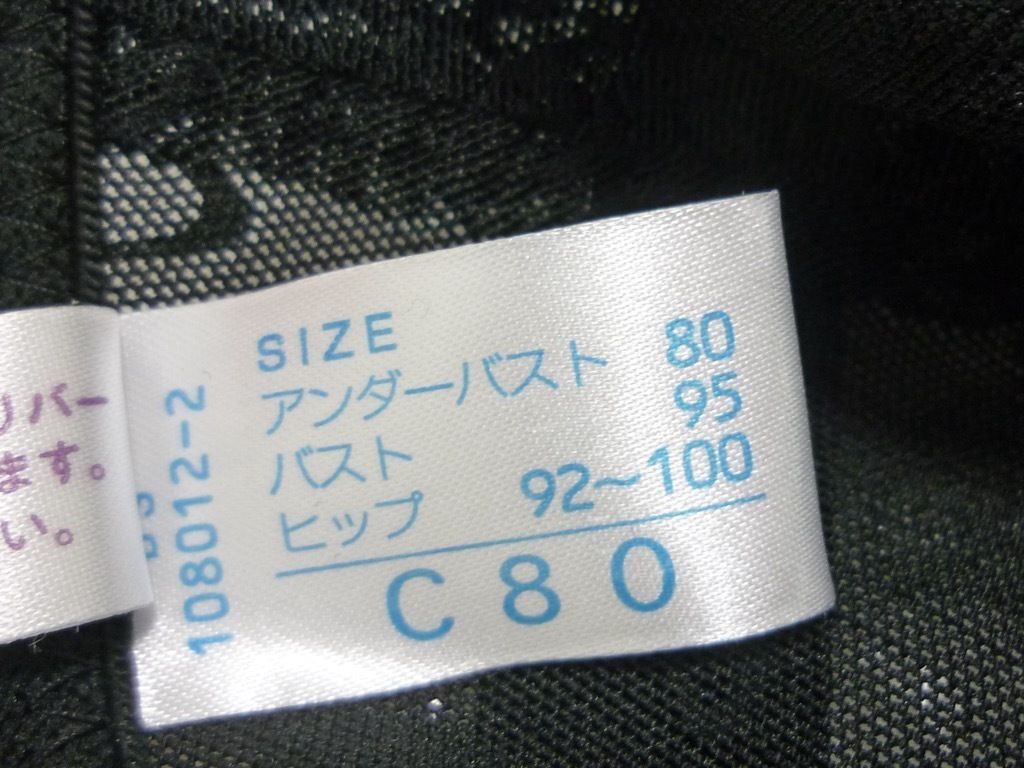 リバー
ます。
い。
108012-2
SIZE
アンダーバスト 80
バスト 95
ヒップ 92~100
C80